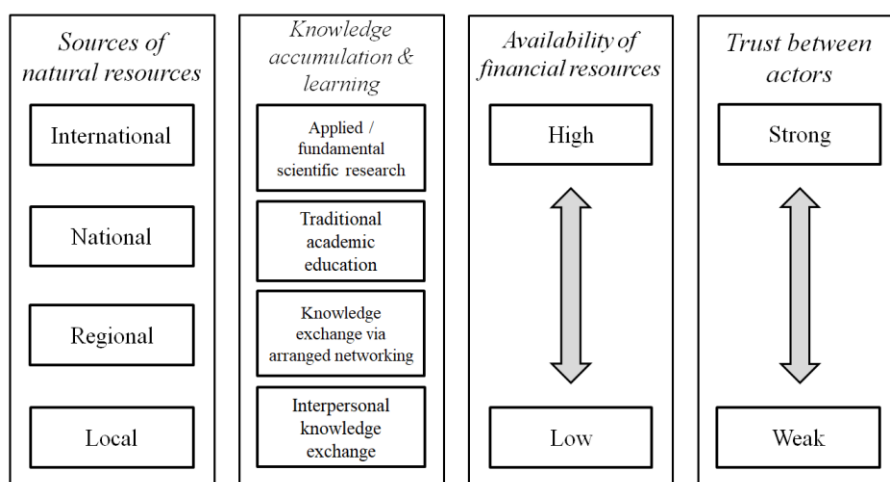 Sources of
natural resources
International
National
Regional
Local
Knowledge
accumulation &
learning
Applied /
fundamental
scientific research
Traditional
academic
education
Knowledge
exchange via
arranged networking
Interpersonal
knowledge
exchange
Availability of
financial resources
High
Low
Trust between
actors
Strong
Weak